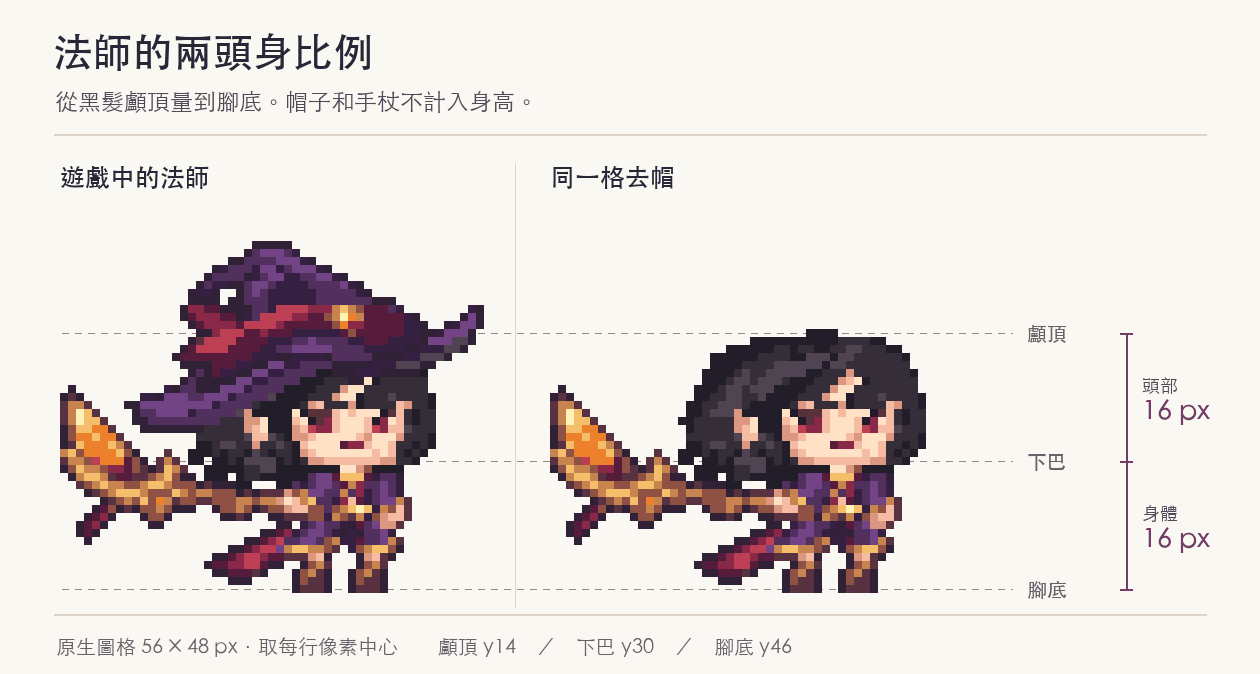 法師的兩頭身比例
從黑髮顱頂量到腳底。帽子和手杖不計入身高。
遊戲中的法師
同一格去帽
顱頂
頭部
16 px
下巴
身體
16 px
腳底
原生圖格 56 × 48 px · 取每行像素中心 顱頂 y14 ／ 下巴 y30 ／ 腳底 y46